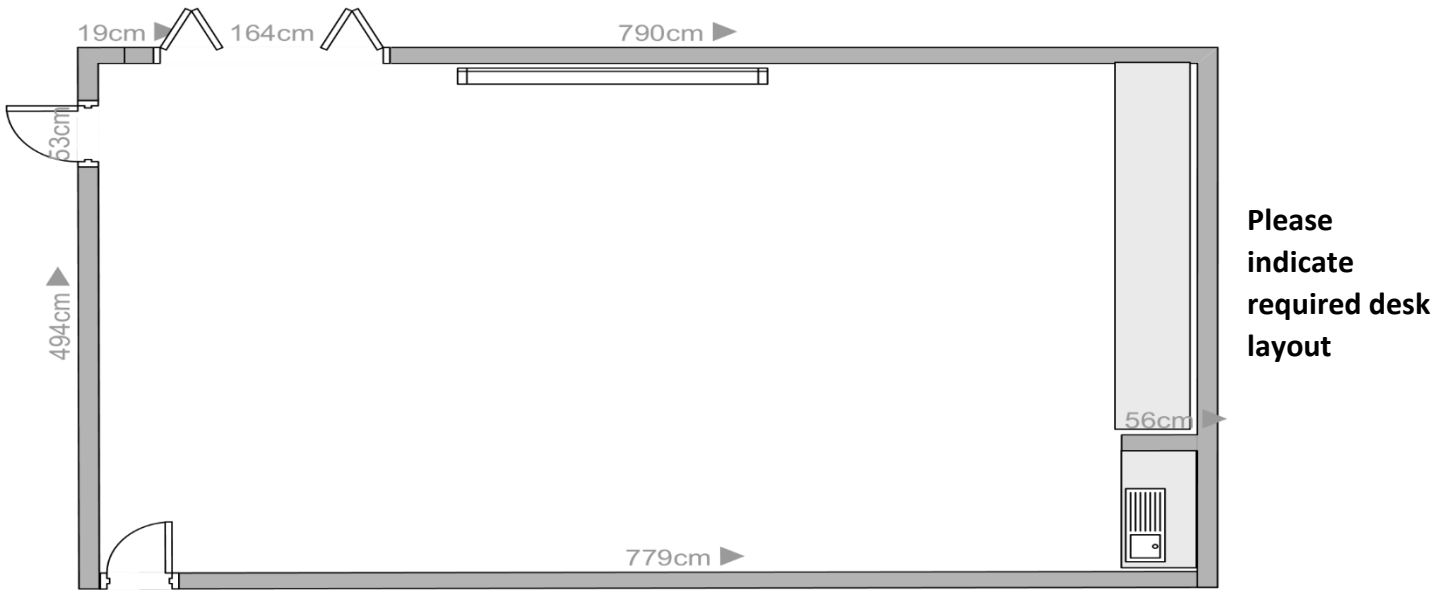 19cm
164cm
790cm
53cm
494cm
56cm
779cm
Please
indicate
required desk
layout